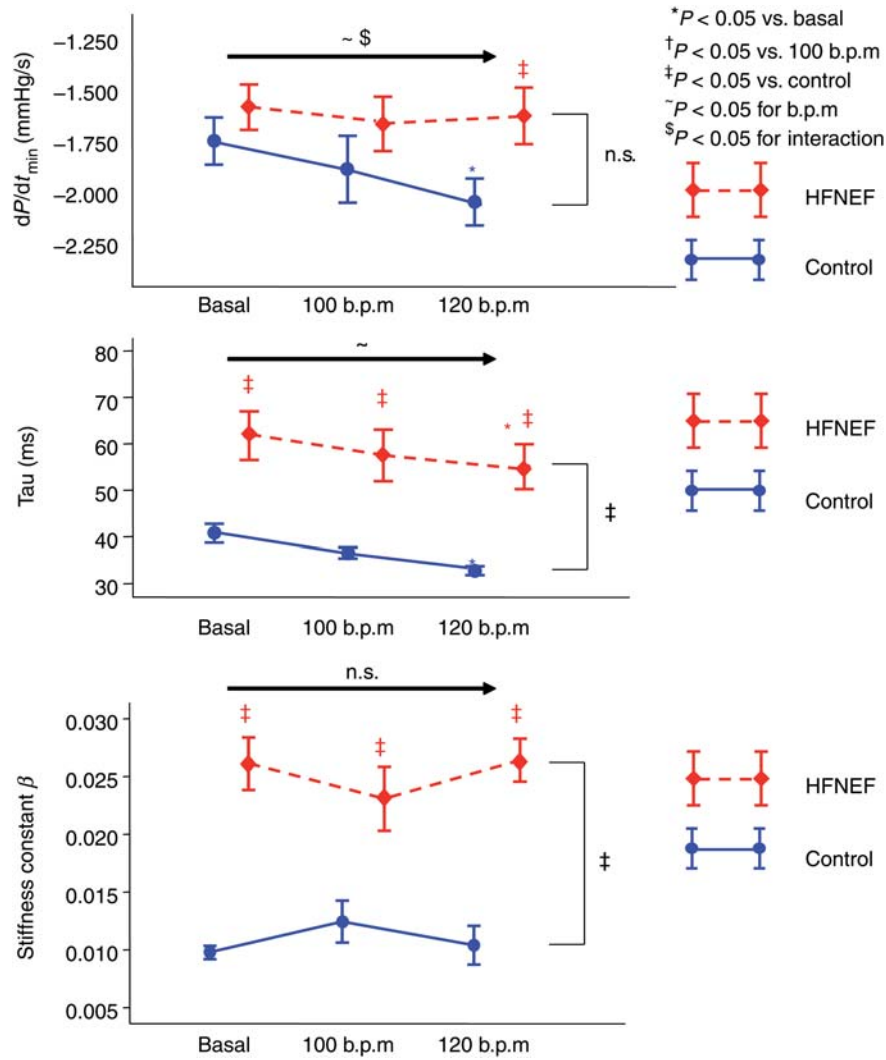 −1.250
−1.500
−1.750
−2.000
−2.250
dP/dtmin (mmHg/s)
~ $
‡
*
n.s.
Basal 100 b.p.m 120 b.p.m
*P < 0.05 vs. basal
†P < 0.05 vs. 100 b.p.m
‡P < 0.05 vs. control
~P < 0.05 for b.p.m
$P < 0.05 for interaction
HFNEF
Control
80
70
60
50
40
30
Tau (ms)
~
‡ ‡ * ‡
*
‡
Basal 100 b.p.m 120 b.p.m
HFNEF
Control
0.030
0.025
0.020
0.015
0.010
0.005
Stiffness constant β
n.s.
‡ ‡ ‡
‡
Basal 100 b.p.m 120 b.p.m
HFNEF
Control